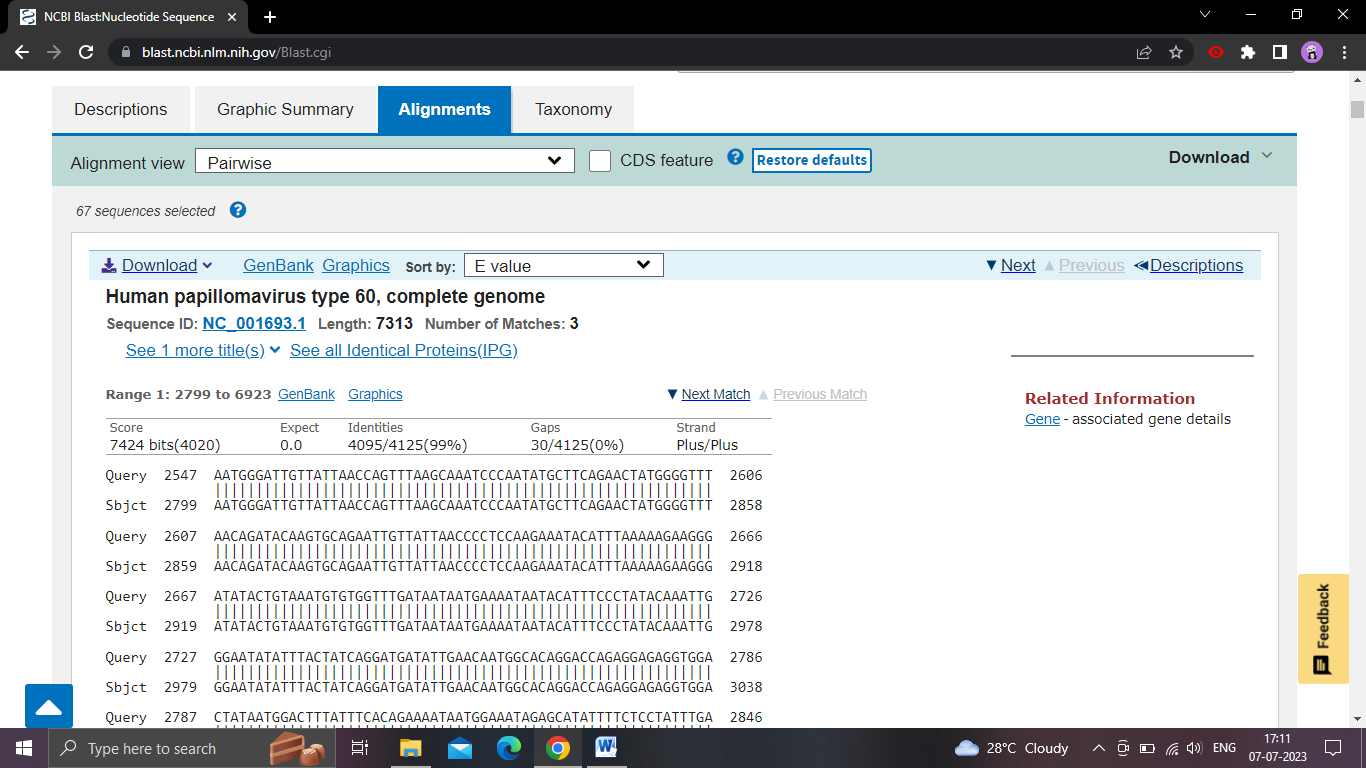 NCBI Blast:Nucleotide Sequence
blast.ncbi.nlm.nih.gov/Blast.cgi
Descriptions Graphic Summary Alignments Taxonomy
Alignment view Pairwise CDS feature Restore defaults Download
67 sequences selected
Download GenBank Graphics Sort by: E value Next Previous Descriptions
Human papillomavirus type 60, complete genome
Sequence ID: NC_001693.1 Length: 7313 Number of Matches: 3
See 1 more title(s) See all Identical Proteins(IPG)
Range 1: 2799 to 6923 GenBank Graphics Next Match Previous Match
Related Information
Gene - associated gene details
Score Expect Identities Gaps Strand
7424 bits(4020) 0.0 4095/4125(99%) 30/4125(0%) Plus/Plus
Query 2547 AATGGGATTGTTATTAACCAGTTTAAGCAAATCCCAATATGCTTCAGAACTATGGGGTTT 2606
Sbjct 2799 AATGGGATTGTTATTAACCAGTTTAAGCAAATCCCAATATGCTTCAGAACTATGGGGTTT 2858
Query 2607 AACAGATACAAGTGCAGAATTGTTATTAACCCCTCCAAGAAATACATTTAAAAAGAAGGG 2666
Sbjct 2859 AACAGATACAAGTGCAGAATTGTTATTAACCCCTCCAAGAAATACATTTAAAAAGAAGGG 2918
Query 2667 ATATACTGTAAATGTGTGGTTTGATAATAATGAAAATAATACATTTCCCTATACAAATTG 2726
Sbjct 2919 ATATACTGTAAATGTGTGGTTTGATAATAATGAAAATAATACATTTCCCTATACAAATTG 2978
Query 2727 GGAATATATTTACTATCAGGATGATATTGAACAATGGCACAGGACCAGAGGAGAGGTGGA 2786
Sbjct 2979 GGAATATATTTACTATCAGGATGATATTGAACAATGGCACAGGACCAGAGGAGAGGTGGA 3038
Query 2787 CTATAATGGACTTTATTTCACAGAAAATAATGGAAATAGAGCATATTTTCTCCTATTTGA 2846
Feedback
Type here to search
28°C Cloudy ENG 17:11
07-07-2023